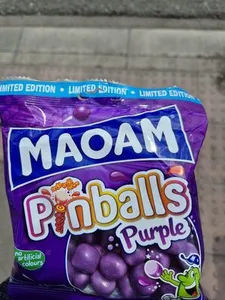 LIMITED EDITION • LIMITED EDITION • LIMITED EDITION
MAOAM
Pinballs
Purple
no
artificial
colours